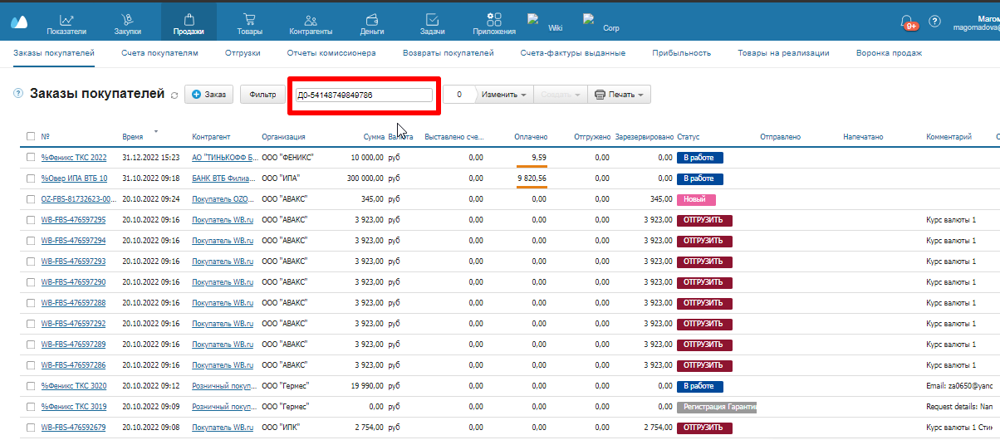 Показатели Закупки Продажи Товары Контрагенты Деньги Задачи Приложения Wiki Corp 9+ ? Магом
magomadova@
Заказы покупателей Счета покупателям Отгрузки Отчеты комиссионера Возвраты покупателей Счета-фактуры выданные Прибыльность Товары на реализации Воронка продаж
? Заказы покупателей Заказ Фильтр Д0-54148749849786 0 Изменить Создать Печать
№ Время Контрагент Организация Сумма Валюта Выставлено сче... Оплачено Отгружено Зарезервировано Статус Отправлено Напечатано Комментарий
%Феникс ТКС 2022 31.12.2022 15:23 АО "ТИНЬКОФФ Б... ООО "ФЕНИКС" 10 000,00 руб 0,00 9,59 0,00 0,00 В работе
%Овер ИПА ВТБ 10 31.10.2022 09:18 БАНК ВТБ Филиа... ООО "ИПА" 300 000,00 руб 0,00 9 820,56 0,00 0,00 В работе
OZ-FBS-81732623-00... 20.10.2022 09:24 Покупатель OZO... ООО "АВАКС" 345,00 руб 0,00 0,00 0,00 345,00 Новый
WB-FBS-476597295 20.10.2022 09:16 Покупатель WB.ru ООО "АВАКС" 3 923,00 руб 0,00 0,00 0,00 3 923,00 ОТГРУЗИТЬ Курс валюты 1
WB-FBS-476597294 20.10.2022 09:16 Покупатель WB.ru ООО "АВАКС" 3 923,00 руб 0,00 0,00 0,00 3 923,00 ОТГРУЗИТЬ Курс валюты 1
WB-FBS-476597293 20.10.2022 09:16 Покупатель WB.ru ООО "АВАКС" 3 923,00 руб 0,00 0,00 0,00 3 923,00 ОТГРУЗИТЬ Курс валюты 1
WB-FBS-476597290 20.10.2022 09:16 Покупатель WB.ru ООО "АВАКС" 3 923,00 руб 0,00 0,00 0,00 3 923,00 ОТГРУЗИТЬ Курс валюты 1
WB-FBS-476597288 20.10.2022 09:16 Покупатель WB.ru ООО "АВАКС" 3 923,00 руб 0,00 0,00 0,00 3 923,00 ОТГРУЗИТЬ Курс валюты 1
WB-FBS-476597292 20.10.2022 09:16 Покупатель WB.ru ООО "АВАКС" 3 923,00 руб 0,00 0,00 0,00 3 923,00 ОТГРУЗИТЬ Курс валюты 1
WB-FBS-476597289 20.10.2022 09:16 Покупатель WB.ru ООО "АВАКС" 3 923,00 руб 0,00 0,00 0,00 3 923,00 ОТГРУЗИТЬ Курс валюты 1
WB-FBS-476597286 20.10.2022 09:16 Покупатель WB.ru ООО "АВАКС" 3 923,00 руб 0,00 0,00 0,00 3 923,00 ОТГРУЗИТЬ Курс валюты 1
%Феникс ТКС 3020 20.10.2022 09:12 Розничный покуп... ООО "Гермес" 19 990,00 руб 0,00 0,00 0,00 0,00 В работе Email: za0650@yand
%Феникс ТКС 3019 20.10.2022 09:09 Розничный покуп... ООО "Гермес" 0,00 руб 0,00 0,00 0,00 0,00 Регистрация Гарантии Request details: Nam
WB-FBS-476592679 20.10.2022 09:08 Покупатель WB.ru ООО "ИПК" 2 754,00 руб 0,00 0,00 0,00 2 754,00 ОТГРУЗИТЬ Курс валюты 1 Стик